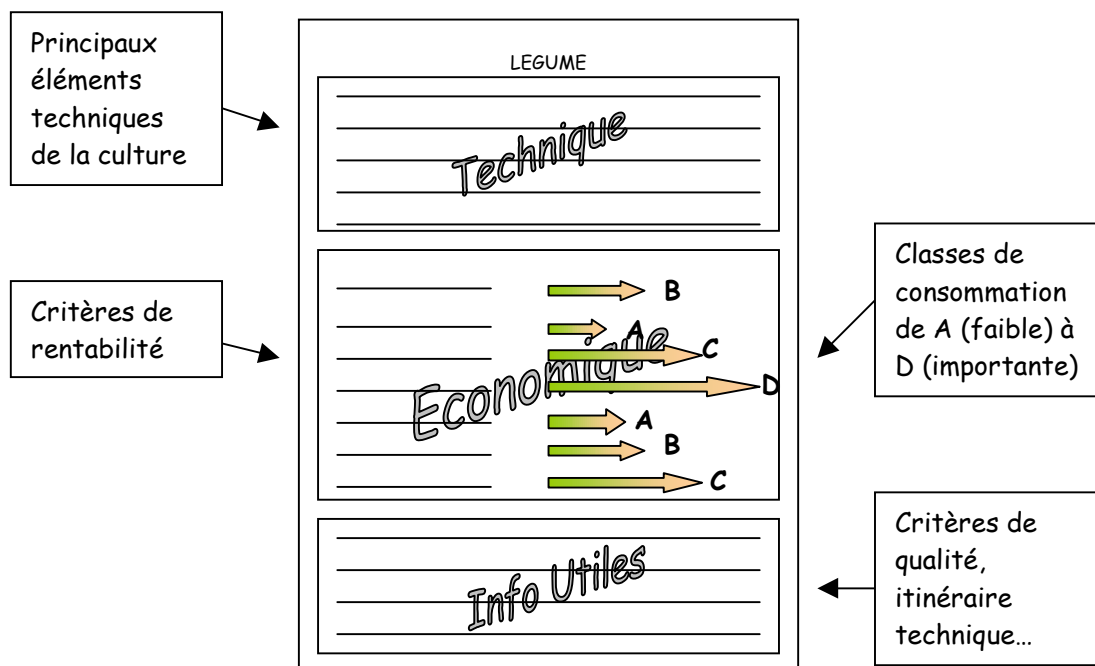 Principaux
éléments
techniques
de la culture
LEGUME
Technique
Critères de
rentabilité
Economique
B
A
C
D
A
B
C
Classes de
consommation
de A (faible) à
D (importante)
Info Utiles
Critères de
qualité,
itinéraire
technique…